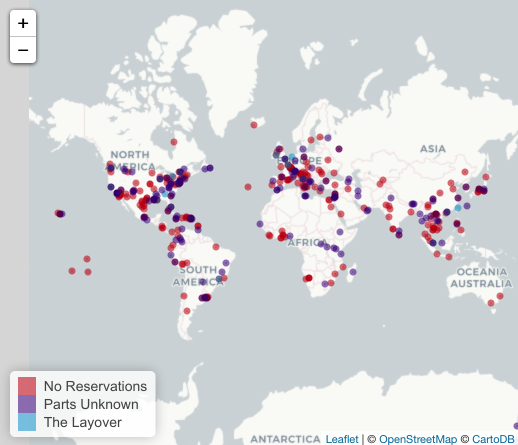 +
−
NORTH
AMERICA
EUROPE
ASIA
AFRICA
SOUTH
AMERICA
OCEANIA
AUSTRALIA
No Reservations
Parts Unknown
The Layover
ANTARCTICA
Leaflet | © OpenStreetMap © CartoDB